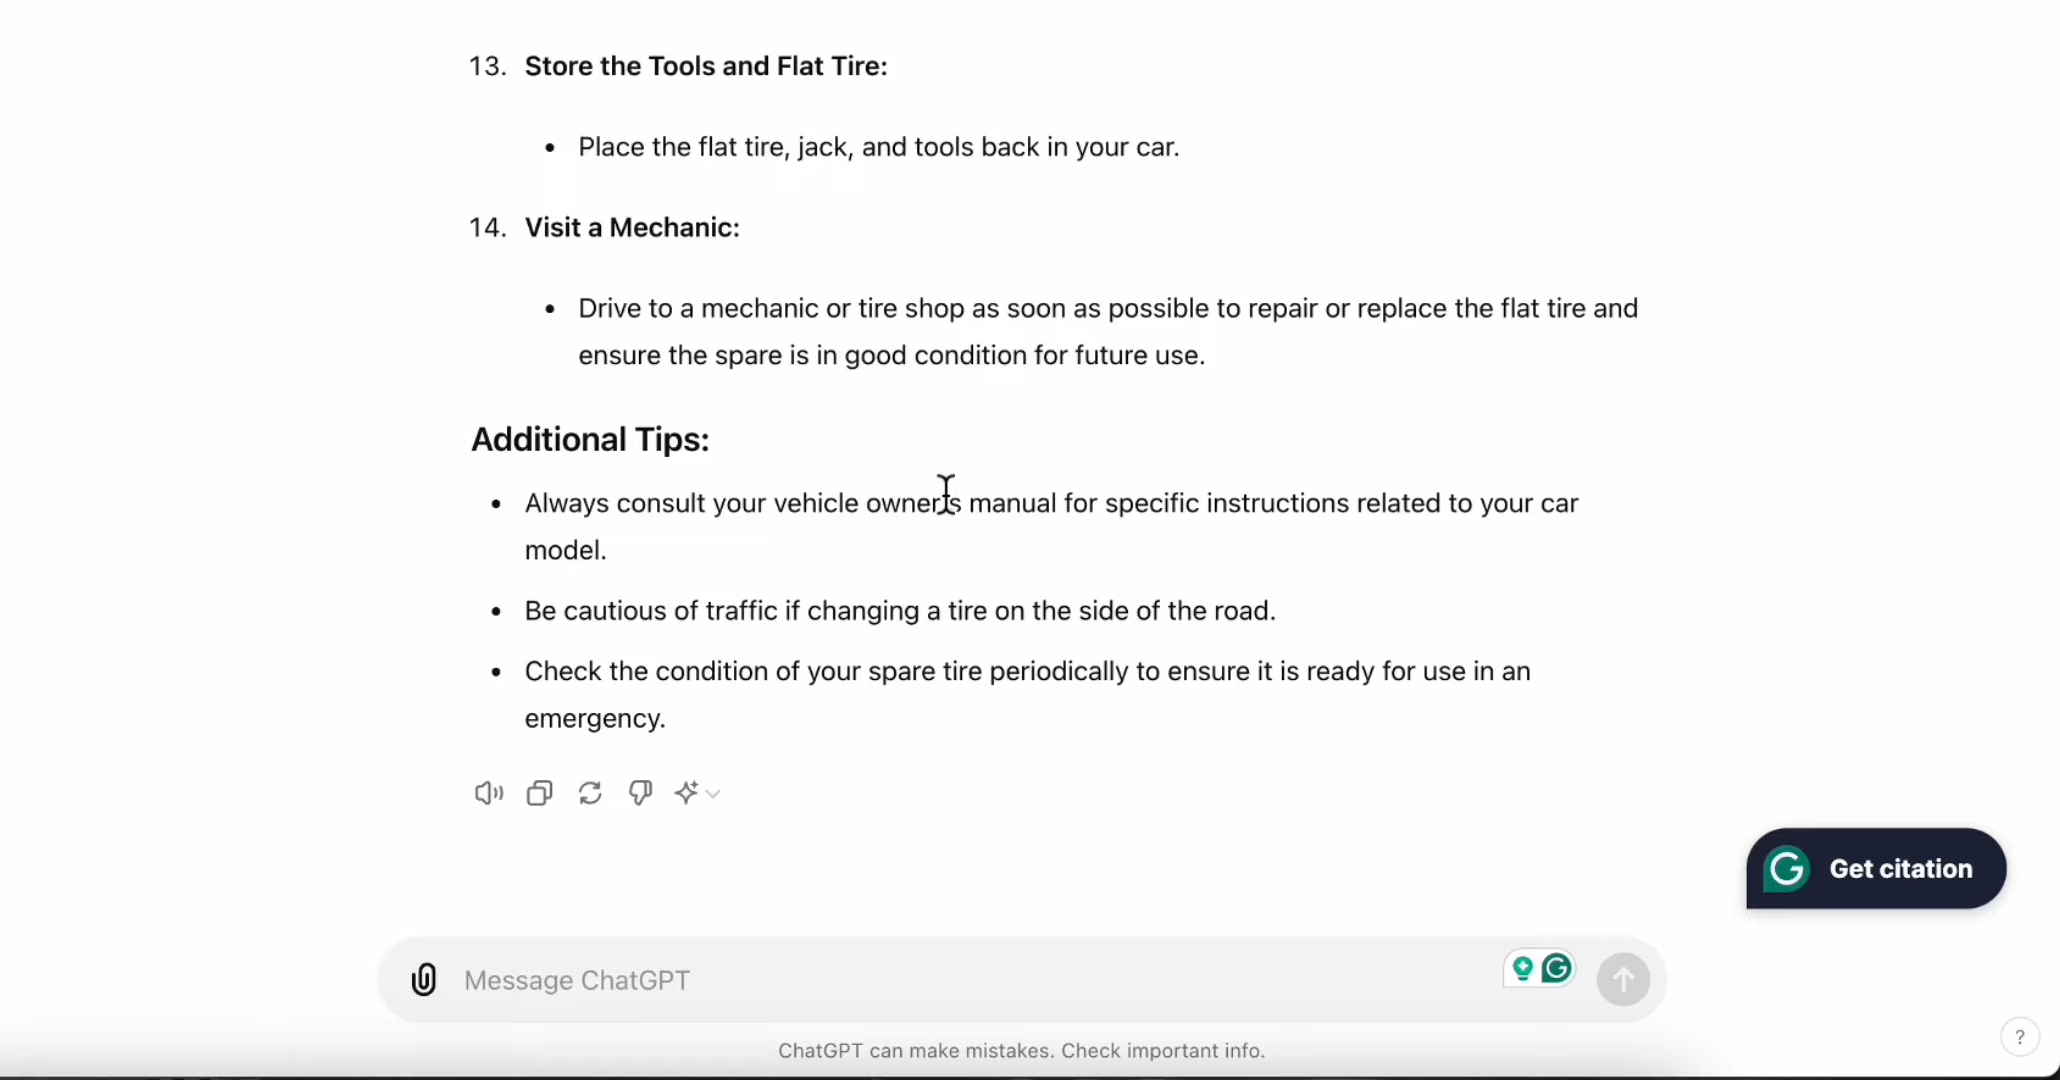 13. Store the Tools and Flat Tire:
• Place the flat tire, jack, and tools back in your car.
14. Visit a Mechanic:
• Drive to a mechanic or tire shop as soon as possible to repair or replace the flat tire and
ensure the spare is in good condition for future use.
Additional Tips:
• Always consult your vehicle owner's manual for specific instructions related to your car
model.
• Be cautious of traffic if changing a tire on the side of the road.
• Check the condition of your spare tire periodically to ensure it is ready for use in an
emergency.
G Get citation
Message ChatGPT
ChatGPT can make mistakes. Check important info.
?